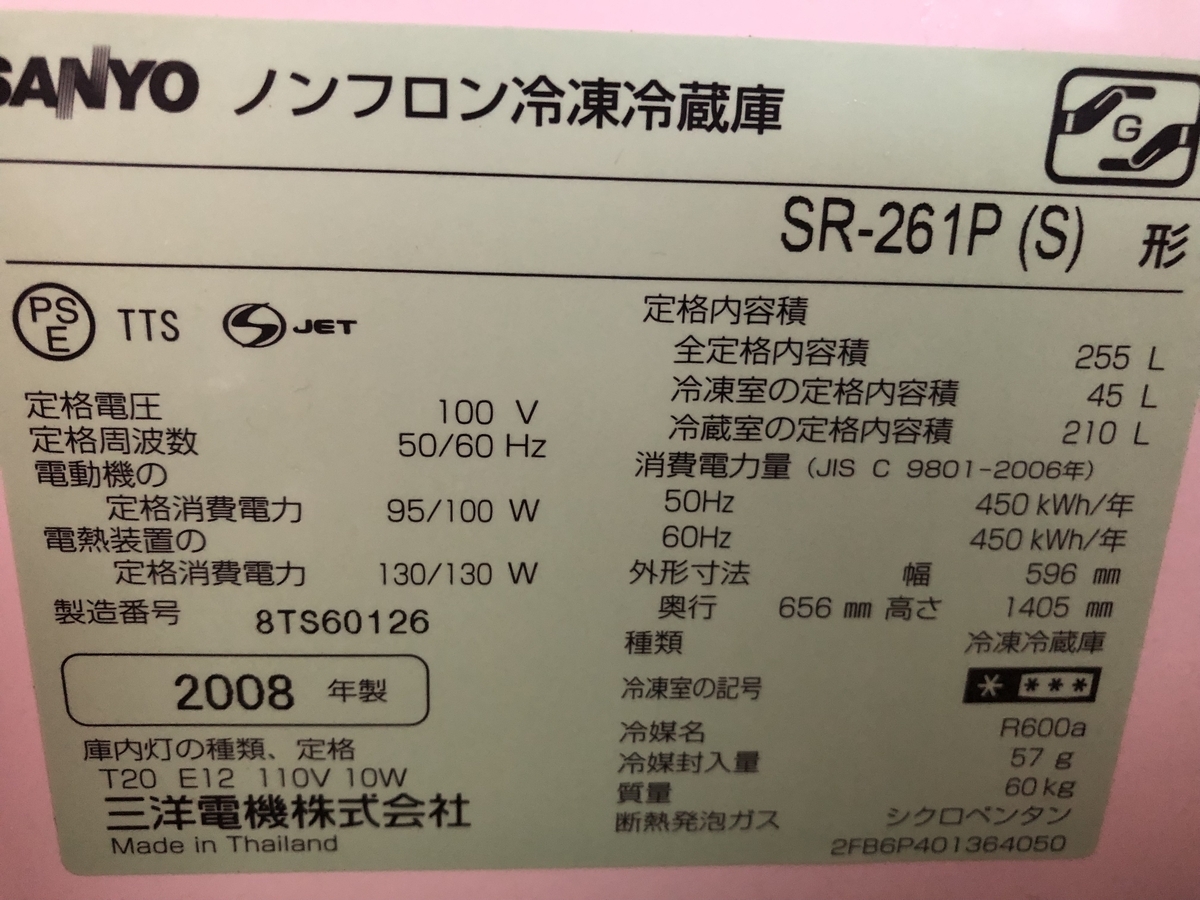 SANYO ノンフロン冷凍冷蔵庫
G
SR-261P (S) 形
PS
E
TTS
S JET
定格電圧 100 V
定格周波数 50/60 Hz
電動機の
定格消費電力 95/100 W
電熱装置の
定格消費電力 130/130 W
製造番号 8TS60126
2008 年製
庫内灯の種類、定格
T20 E12 110V 10W
三洋電機株式会社
Made in Thailand
定格内容積
全定格内容積 255 L
冷凍室の定格内容積 45 L
冷蔵室の定格内容積 210 L
消費電力量 (JIS C 9801-2006年)
50Hz 450 kWh/年
60Hz 450 kWh/年
外形寸法 幅 596 mm
奥行 656 mm 高さ 1405 mm
種類 冷凍冷蔵庫
冷凍室の記号 * ***
冷媒名 R600a
冷媒封入量 57 g
質量 60 kg
断熱発泡ガス シクロペンタン
2FB6P401364050